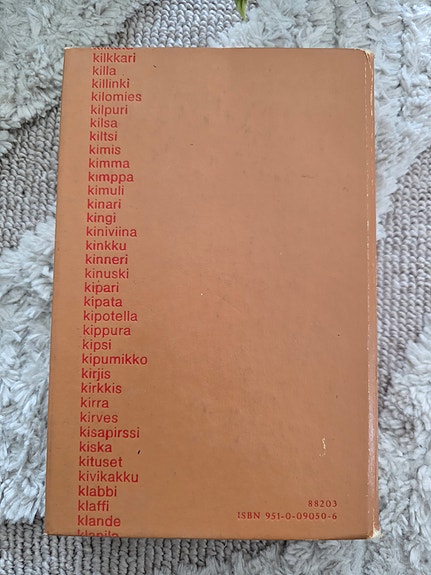 kilkkari
killa
killinki
kilomies
kilpuri
kilsa
kiltsi
kimis
kimma
kimppa
kimuli
kinari
kingi
kiniviina
kinkku
kinneri
kinuski
kipari
kipata
kipotella
kippura
kipsi
kipumikko
kirjis
kirkkis
kirra
kirves
kisapirssi
kiska
kituset
kivikakku
klabbi
klaffi
klande
88203
ISBN 951-0-09050-6